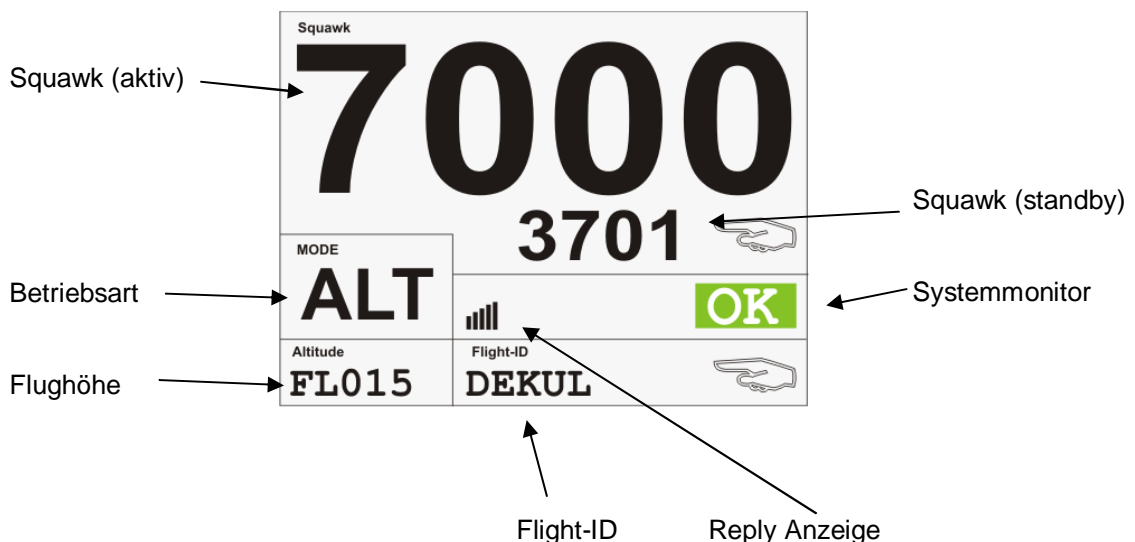 Squawk
7000
Squawk (aktiv)
Squawk (standby)
3701
MODE
ALT
Betriebsart
OK
Systemmonitor
Altitude
FL015
Flight-ID
DEKUL
Flughöhe
Flight-ID
Reply Anzeige